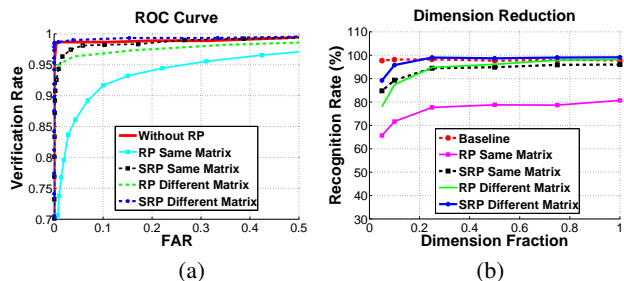 ROC Curve
Verification Rate
1
0.95
0.9
0.85
0.8
0.75
0.7
0
0.1
0.2
0.3
0.4
0.5
FAR
Without RP
RP Same Matrix
SRP Same Matrix
RP Different Matrix
SRP Different Matrix
(a)
Dimension Reduction
Recognition Rate (%)
110
100
90
80
70
60
50
40
30
0
0.2
0.4
0.6
0.8
1
Dimension Fraction
Baseline
RP Same Matrix
SRP Same Matrix
RP Different Matrix
SRP Different Matrix
(b)